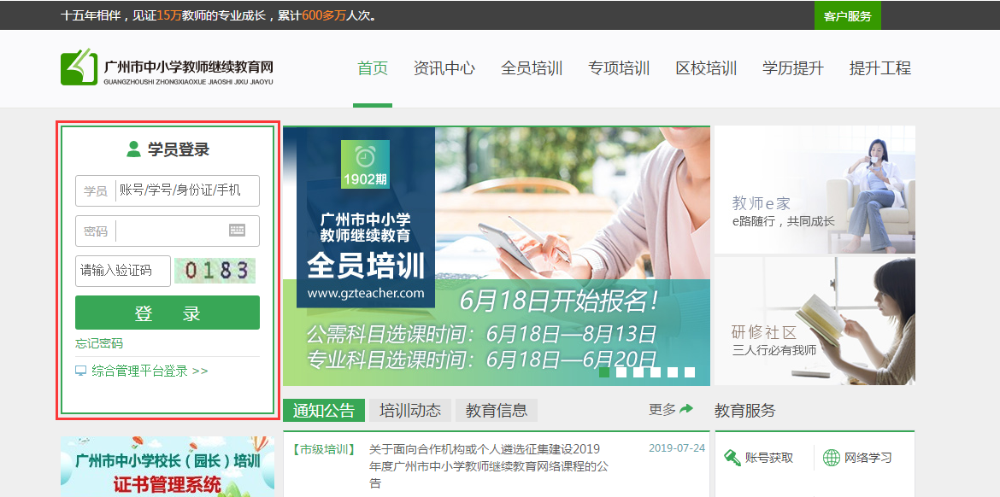 十五年相伴，见证15万教师的专业成长，累计600多万人次。
客户服务
广州市中小学教师继续教育网
GUANGZHOUSHI ZHONGXIAOXUE JIAOSHI JIXU JIAOYU
首页 资讯中心 全员培训 专项培训 区校培训 学历提升 提升工程
学员登录
学员 账号/学号/身份证/手机
密码
请输入验证码 0183
登 录
忘记密码
综合管理平台登录 >>
1902期
广州市中小学
教师继续教育
全员培训
www.gzteacher.com
6月18日开始报名！
公需科目选课时间：6月18日—8月13日
专业科目选课时间：6月18日—6月20日
教师e家
e路随行，共同成长
研修社区
三人行必有我师
通知公告 培训动态 教育信息 更多
【市级培训】 关于面向合作机构或个人遴选征集建设2019
年度广州市中小学教师继续教育网络课程的公
告
2019-07-24
教育服务
账号获取 网络学习
广州市中小学校长（园长）培训
证书管理系统